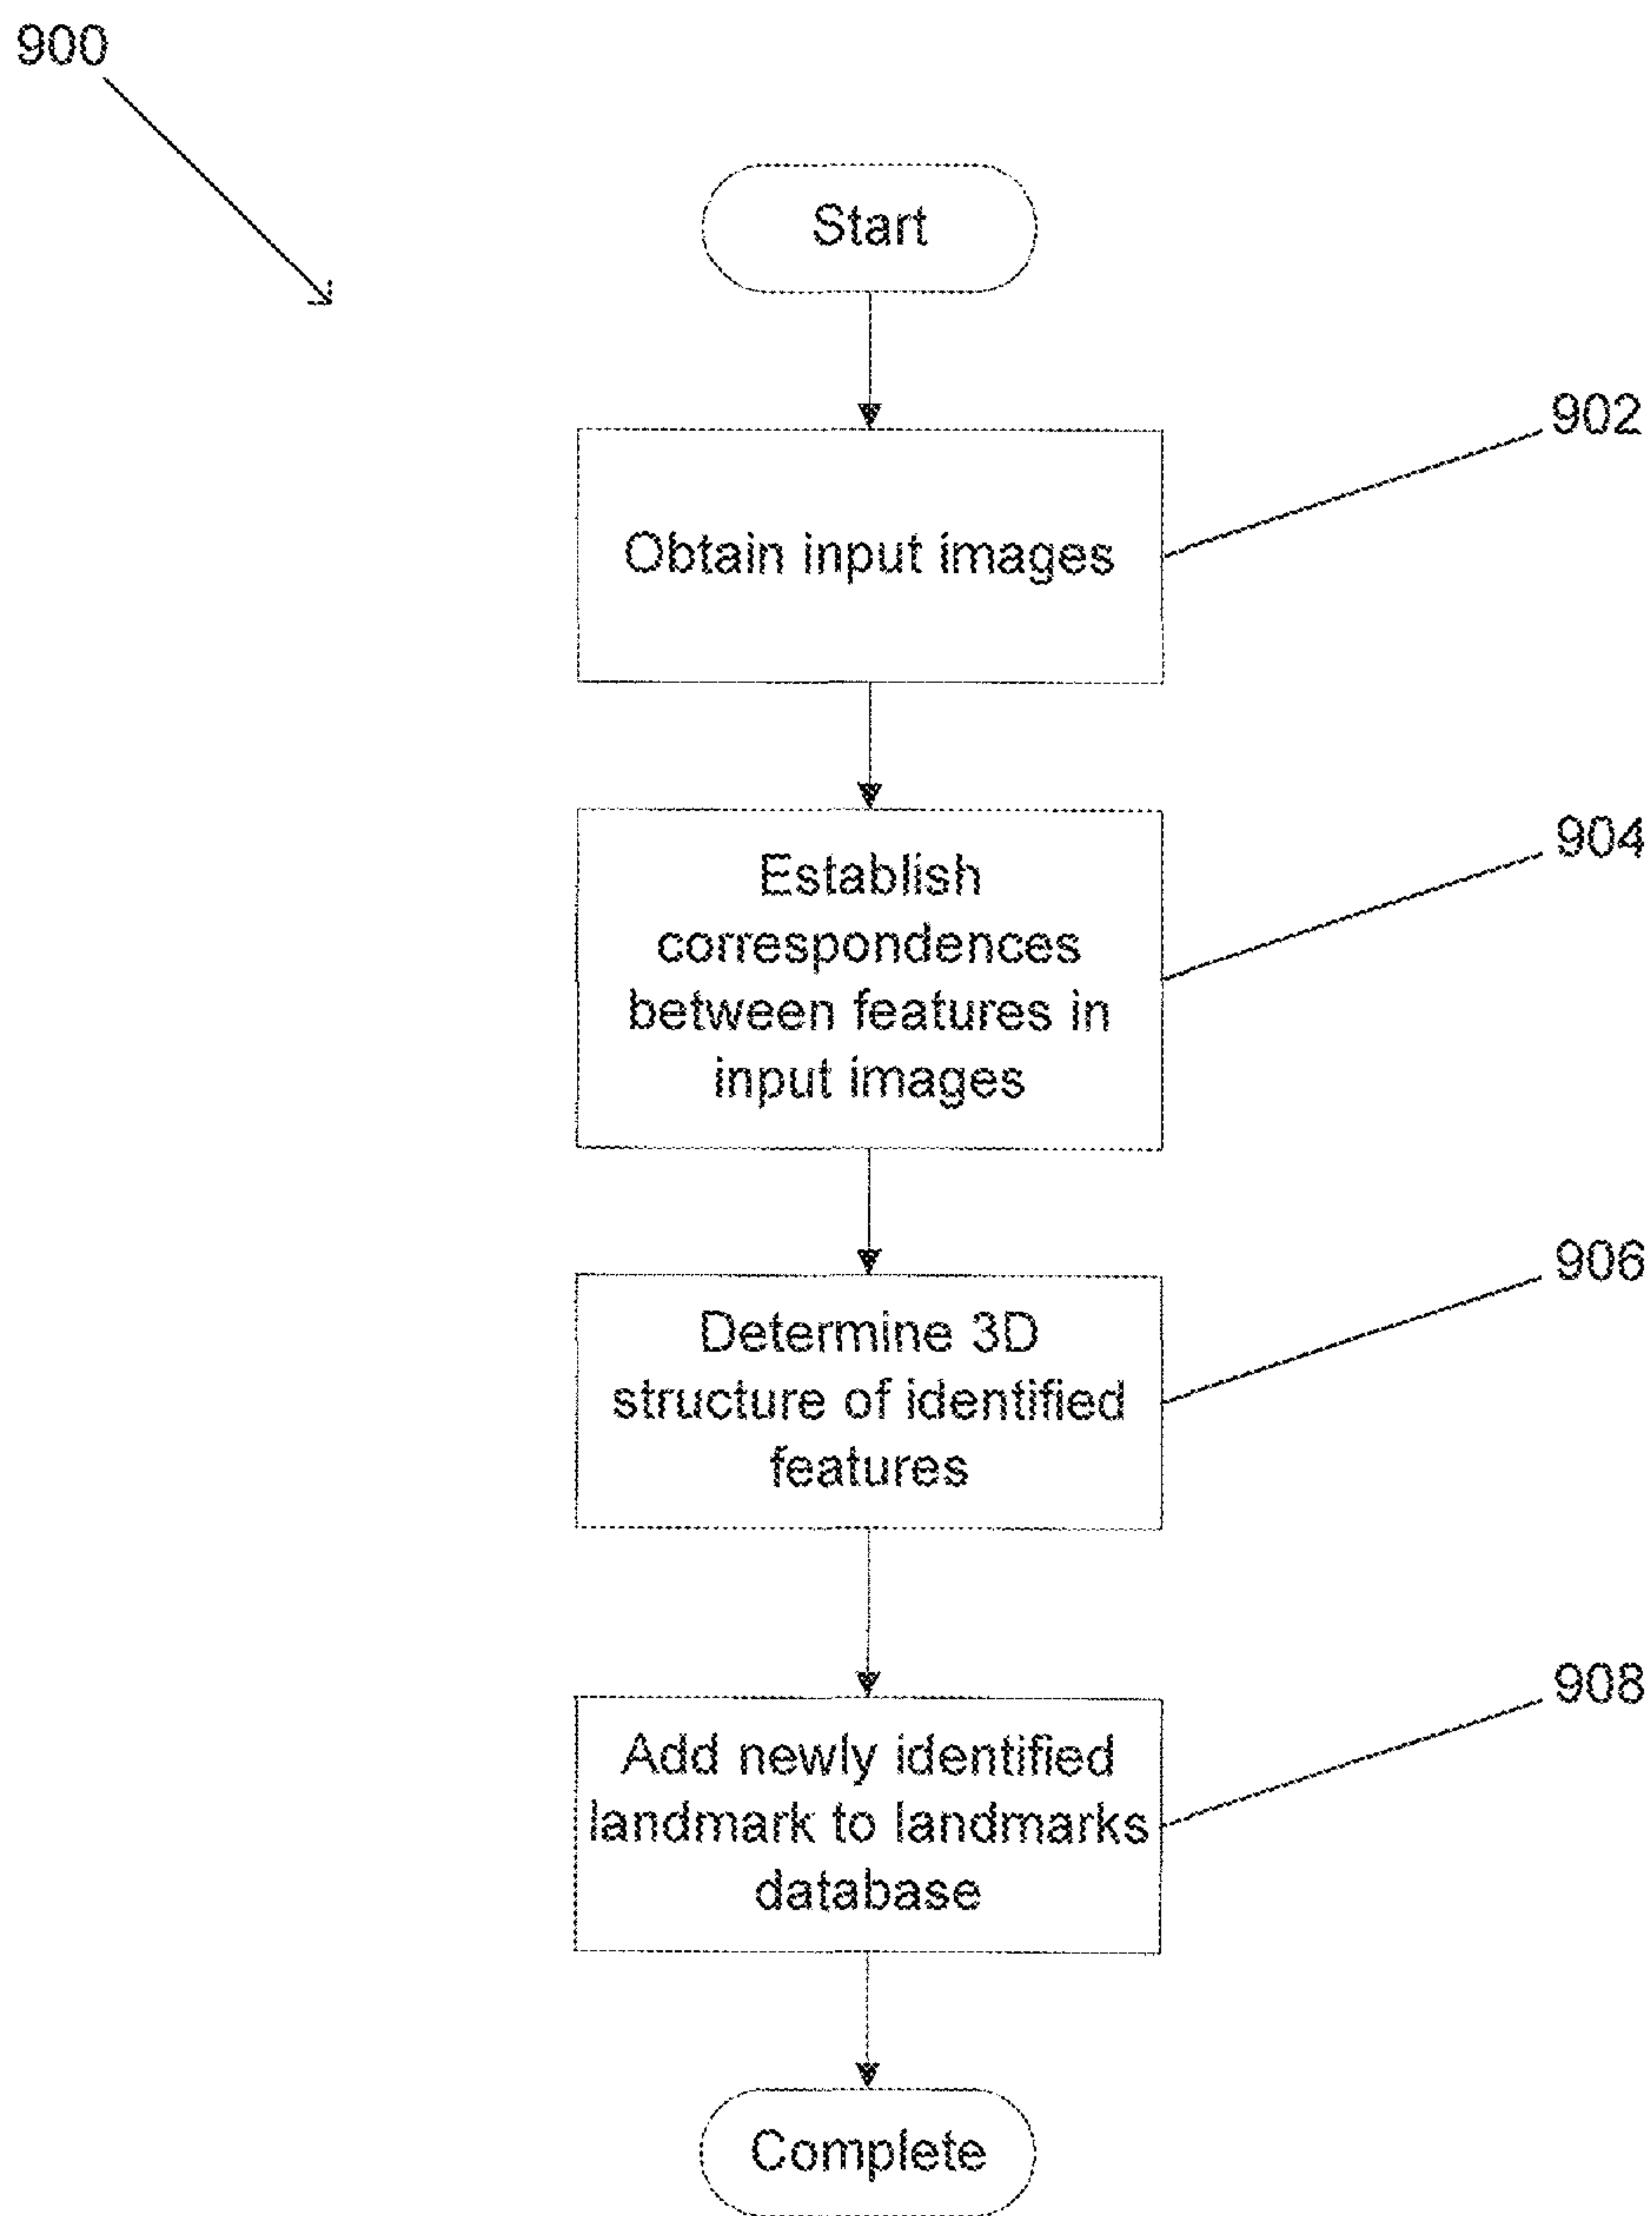 900
Start
902
Obtain input images
904
Establish
correspondences
between features in
input images
906
Determine 3D
structure of identified
features
908
Add newly identified
landmark to landmarks
database
Complete